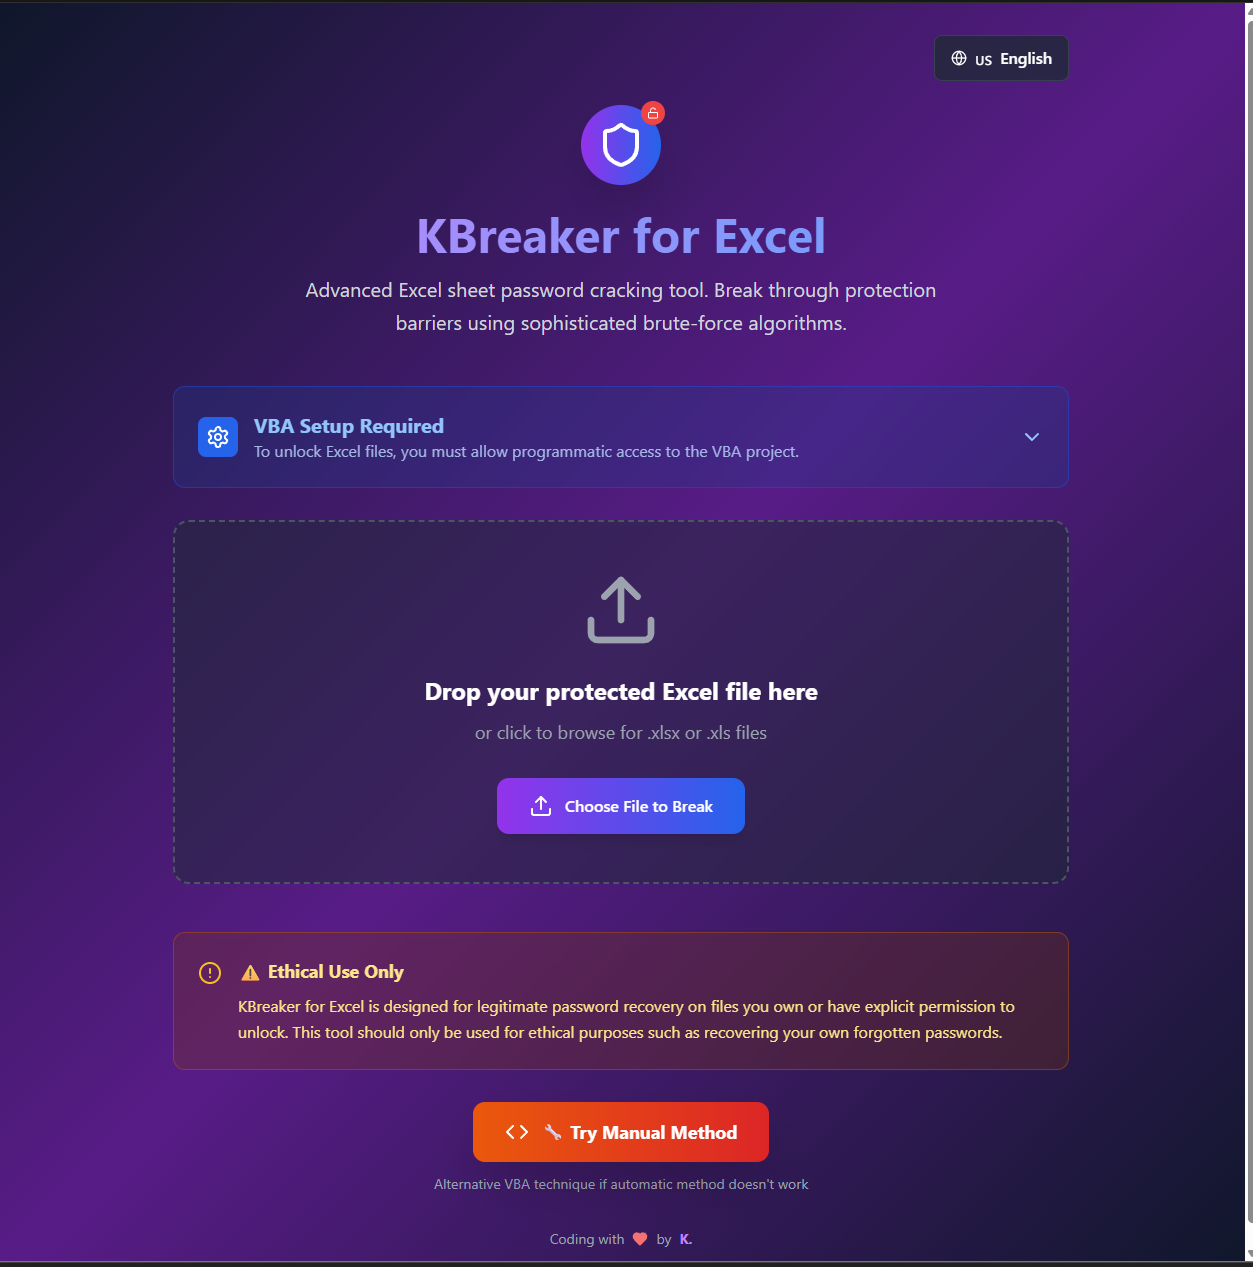 US English
KBreaker for Excel
Advanced Excel sheet password cracking tool. Break through protection
barriers using sophisticated brute-force algorithms.
VBA Setup Required
To unlock Excel files, you must allow programmatic access to the VBA project.
Drop your protected Excel file here
or click to browse for .xlsx or .xls files
Choose File to Break
⚠️ Ethical Use Only
KBreaker for Excel is designed for legitimate password recovery on files you own or have explicit permission to
unlock. This tool should only be used for ethical purposes such as recovering your own forgotten passwords.
🔧 Try Manual Method
Alternative VBA technique if automatic method doesn't work
Coding with ❤ by K.